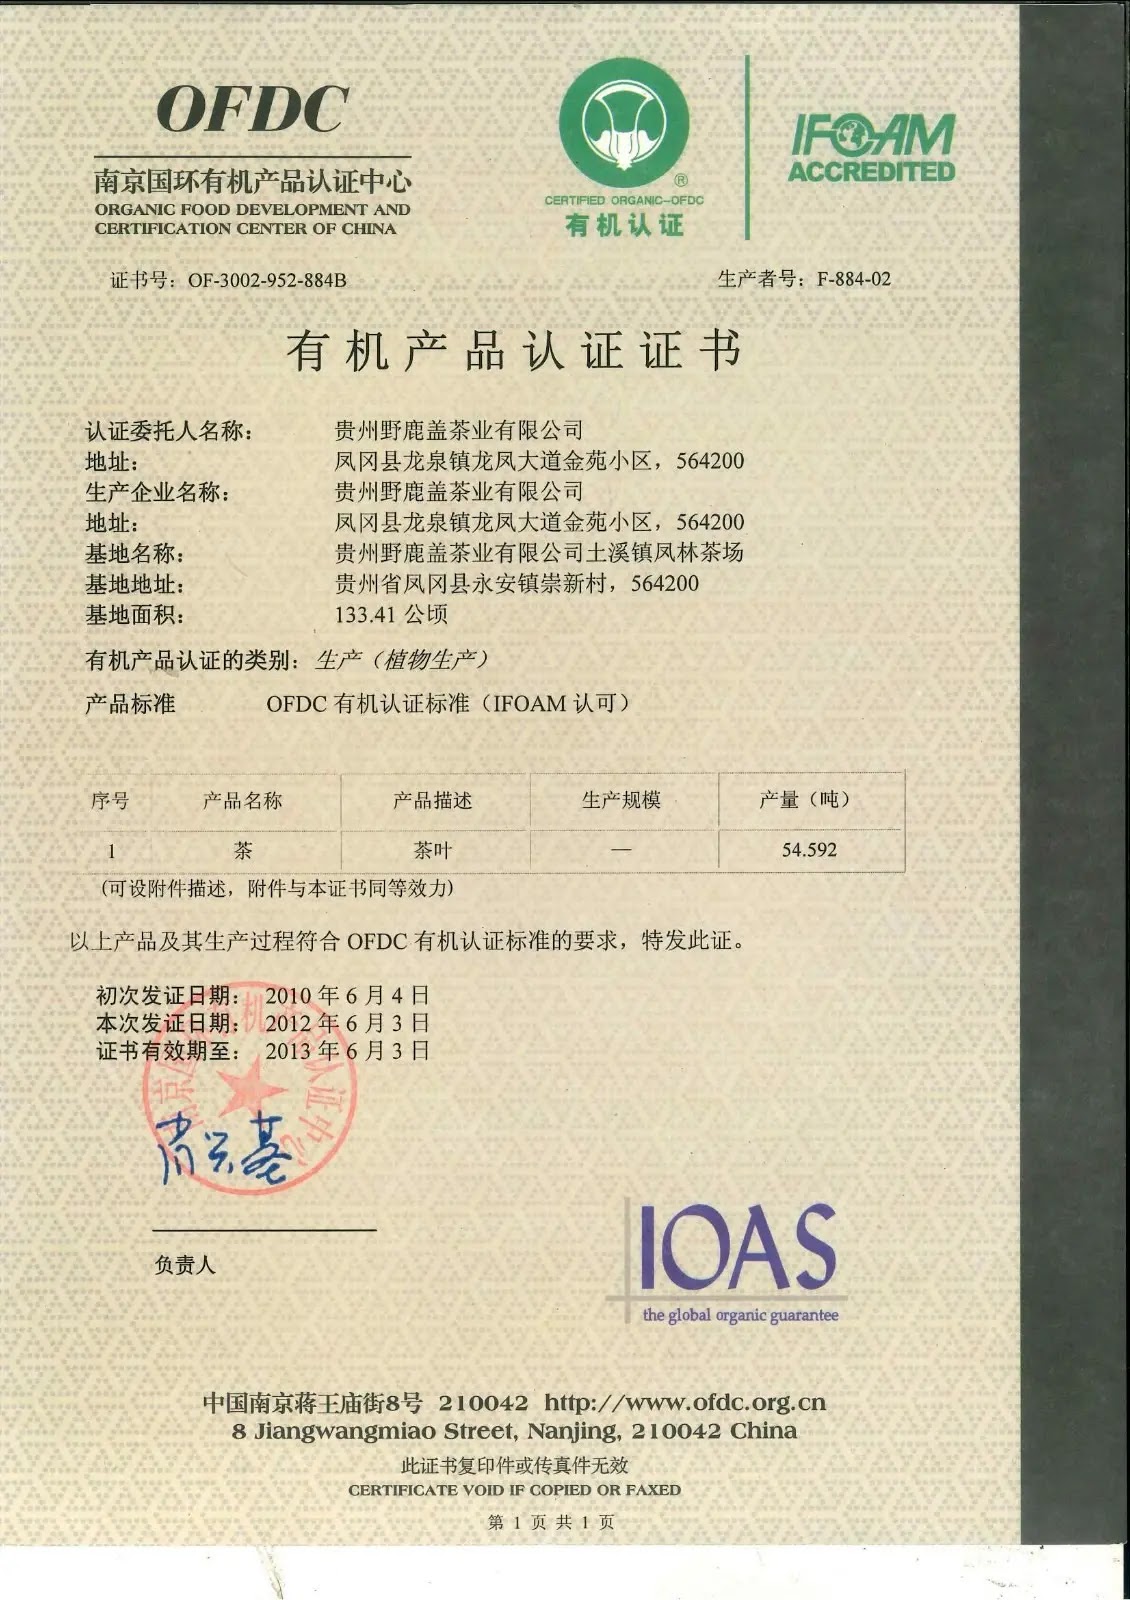 OFDC
南京国环有机产品认证中心
ORGANIC FOOD DEVELOPMENT AND
CERTIFICATION CENTER OF CHINA
®
CERTIFIED ORGANIC-OFDC
有机认证
IFOAM
ACCREDITED
证书号：OF-3002-952-884B
生产者号：F-884-02
有机产品认证证书
认证委托人名称： 贵州野鹿盖茶业有限公司
地址： 凤冈县龙泉镇龙凤大道金苑小区，564200
生产企业名称： 贵州野鹿盖茶业有限公司
地址： 凤冈县龙泉镇龙凤大道金苑小区，564200
基地名称： 贵州野鹿盖茶业有限公司土溪镇凤林茶场
基地地址： 贵州省凤冈县永安镇崇新村，564200
基地面积： 133.41 公顷
有机产品认证的类别：生产（植物生产）
产品标准 OFDC 有机认证标准（IFOAM 认可）
序号 产品名称 产品描述 生产规模 产量（吨）
1 茶 茶叶 — 54.592
(可设附件描述，附件与本证书同等效力)
以上产品及其生产过程符合 OFDC 有机认证标准的要求，特发此证。
初次发证日期： 2010 年 6 月 4 日
本次发证日期： 2012 年 6 月 3 日
证书有效期至： 2013 年 6 月 3 日
南京国环有机产品认证中心
肖兴基
负责人
IOAS
the global organic guarantee
中国南京蒋王庙街8号 210042 http://www.ofdc.org.cn
8 Jiangwangmiao Street, Nanjing, 210042 China
此证书复印件或传真件无效
CERTIFICATE VOID IF COPIED OR FAXED
第 1 页 共 1 页